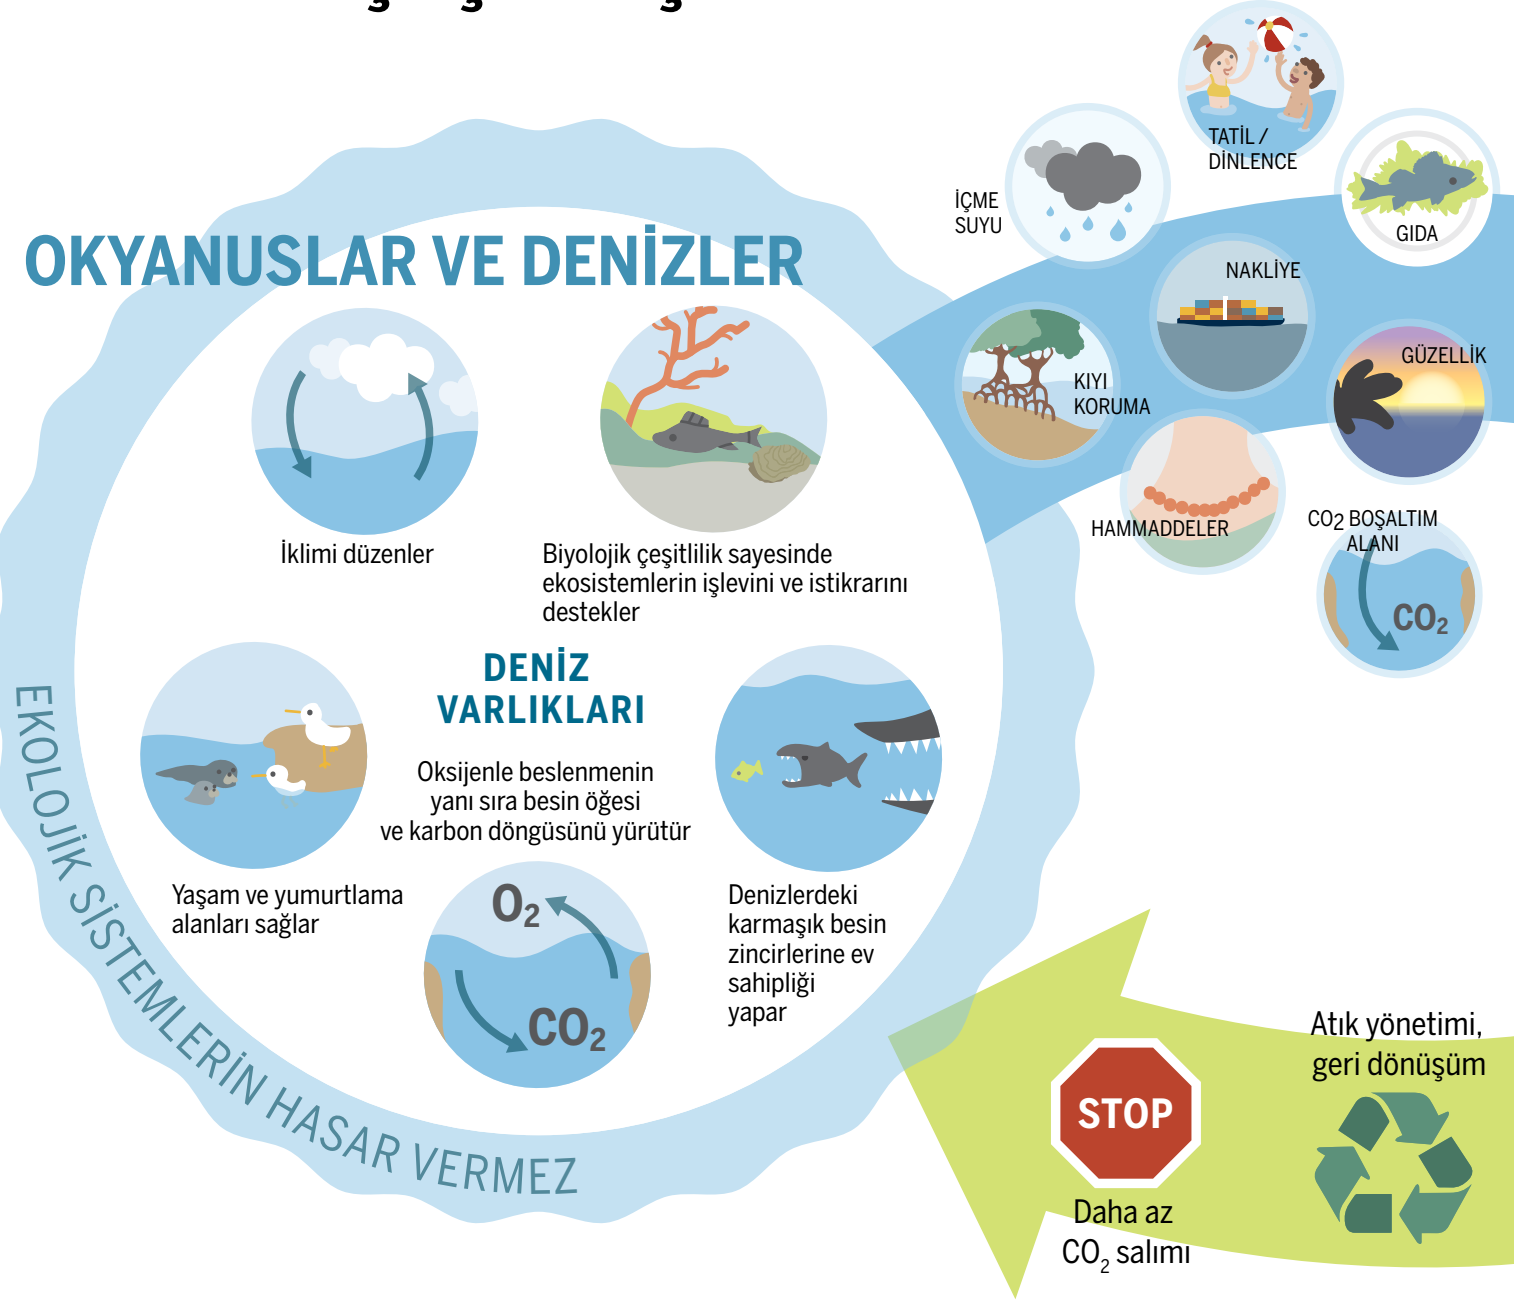 OKYANUSLAR VE DENİZLER
İklimi düzenler
Biyolojik çeşitlilik sayesinde
ekosistemlerin işlevini ve istikrarını
destekler
DENİZ
VARLIKLARI
Oksijenle beslenmenin
yanı sıra besin öğesi
ve karbon döngüsünü yürütür
Yaşam ve yumurtlama
alanları sağlar
O2
CO2
Denizlerdeki
karmaşık besin
zincirlerine ev
sahipliği
yapar
EKOLOJİK SİSTEMLERİN HASAR VERMEZ
TATİL /
DİNLENCE
İÇME
SUYU
GIDA
NAKLİYE
KIYI
KORUMA
GÜZELLİK
HAMMADDELER
CO2 BOŞALTIM
ALANI
CO2
STOP
Daha az
CO2 salımı
Atık yönetimi,
geri dönüşüm